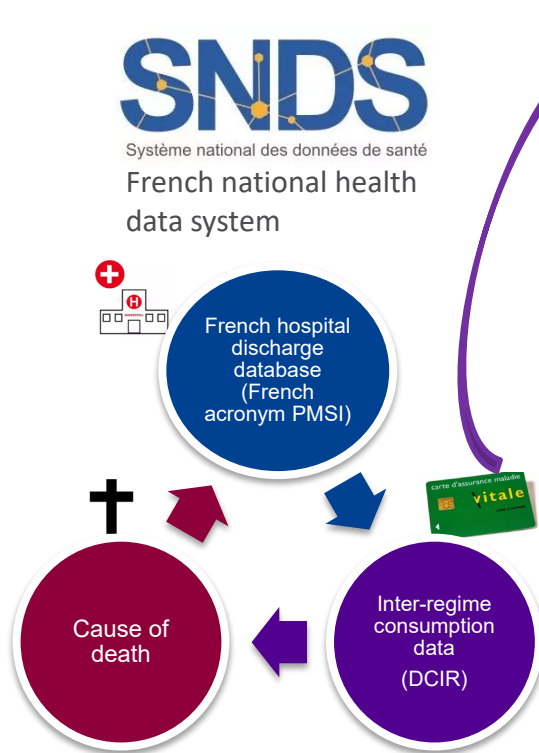 SNDS
Système national des données de santé
French national health
data system
H
HOSPITAL
French hospital
discharge
database
(French
acronym PMSI)
carte d'assurance maladie
Vitale
Cause of
death
Inter-regime
consumption
data
(DCIR)